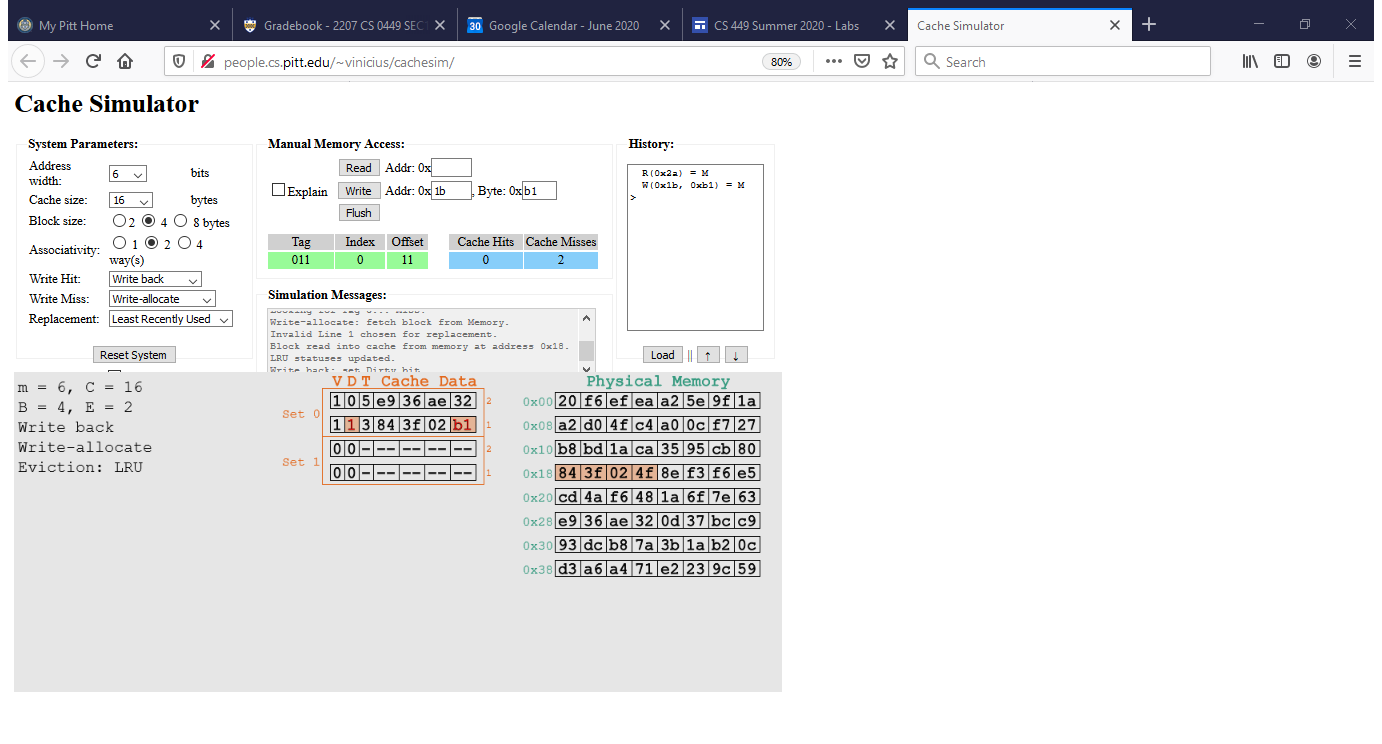 My Pitt Home
Gradebook - 2207 CS 0449 SEC
30 Google Calendar - June 2020
CS 449 Summer 2020 - Labs
Cache Simulator
people.cs.pitt.edu/~vinicius/cachesim/
80%
Search
Cache Simulator
System Parameters:
Address width: 6 bits
Cache size: 16 bytes
Block size: 2 4 8 bytes
Associativity: 1 2 4 way(s)
Write Hit: Write back
Write Miss: Write-allocate
Replacement: Least Recently Used
Reset System
Manual Memory Access:
Read Addr: 0x
Explain Write Addr: 0x 1b , Byte: 0x b1
Flush
Tag Index Offset Cache Hits Cache Misses
011 0 11 0 2
Simulation Messages:
Write-allocate: fetch block from Memory.
Invalid Line 1 chosen for replacement.
Block read into cache from memory at address 0x18.
LRU statuses updated.
Write back: set Dirty bit
History:
R(0x2a) = M
W(0x1b, 0xb1) = M
>
Load || ↑ ↓
m = 6, C = 16
B = 4, E = 2
Write back
Write-allocate
Eviction: LRU
V D T Cache Data
Set 0
1 0 5 e9 36 ae 32 2
1 1 3 84 3f 02 b1 1
Set 1
0 0 - -- -- -- -- 2
0 0 - -- -- -- -- 1
Physical Memory
0x00 20 f6 ef ea a2 5e 9f 1a
0x08 a2 d0 4f c4 a0 0c f7 27
0x10 b8 bd 1a ca 35 95 cb 80
0x18 84 3f 02 4f 8e f3 f6 e5
0x20 cd 4a f6 48 1a 6f 7e 63
0x28 e9 36 ae 32 0d 37 bc c9
0x30 93 dc b8 7a 3b 1a b2 0c
0x38 d3 a6 a4 71 e2 23 9c 59